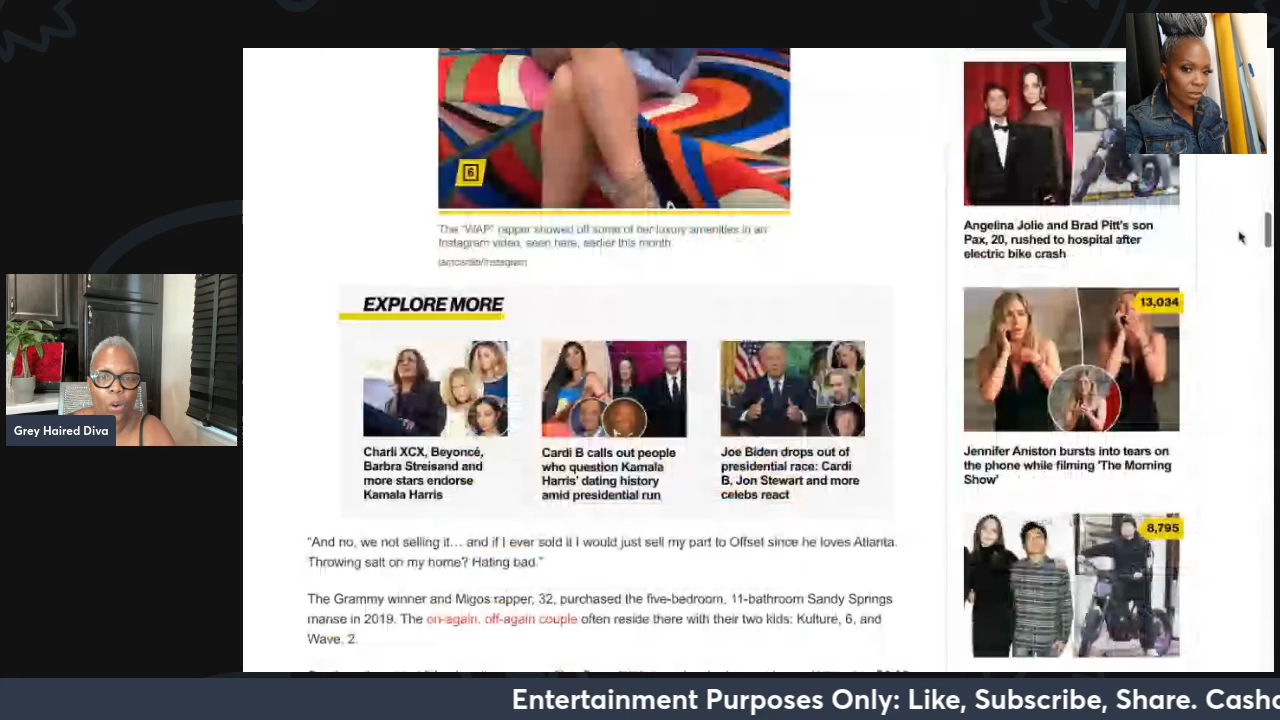 6
The "WAP" rapper showed off some of her luxury amenities in an
Instagram video, seen here, earlier this month.
iamcardib/Instagram
EXPLORE MORE
Charli XCX, Beyoncé,
Barbra Streisand and
more stars endorse
Kamala Harris
Cardi B calls out people
who question Kamala
Harris' dating history
amid presidential run
Joe Biden drops out of
presidential race: Cardi
B, Jon Stewart and more
celebs react
"And no, we not selling it… and if I ever sold it I would just sell my part to Offset since he loves Atlanta.
Throwing salt on my home? Hating bad."
The Grammy winner and Migos rapper, 32, purchased the five-bedroom, 11-bathroom Sandy Springs
manse in 2019. The on-again, off-again couple often reside there with their two kids: Kulture, 6, and
Wave, 2.
Angelina Jolie and Brad Pitt's son
Pax, 20, rushed to hospital after
electric bike crash
13,034
Jennifer Aniston bursts into tears on
the phone while filming 'The Morning
Show'
8,795
Grey Haired Diva
Entertainment Purposes Only: Like, Subscribe, Share. Casha